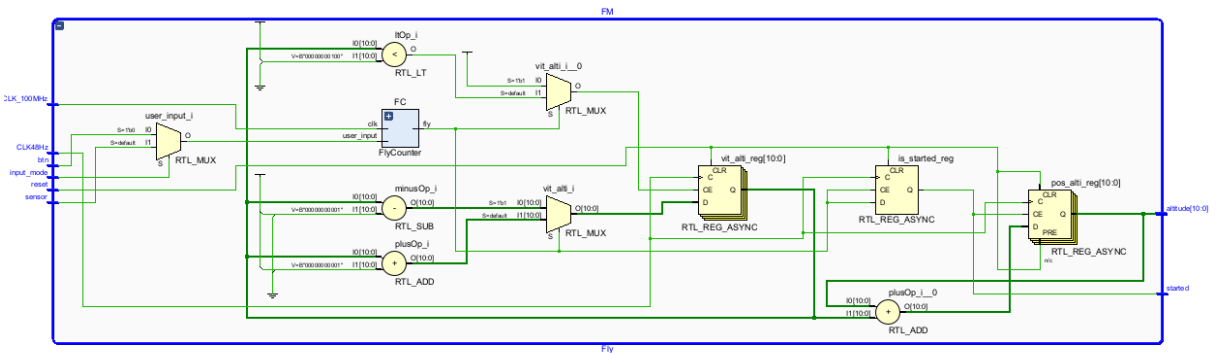 FM
ltOp_i
I0[10:0]
O
V=B"00000000100"
I1[10:0]
RTL_LT
vit_alti_i__0
S=1'b1
I0
O
S=default
I1
S
RTL_MUX
CLK_100MHz
user_input_i
S=1'b0
I0
O
S=default
I1
S
RTL_MUX
FC
clk
fly
user_input
FlyCounter
CLK48Hz
btn
input_mode
reset
sensor
vit_alti_reg[10:0]
CLR
C
CE
Q
D
RTL_REG_ASYNC
is_started_reg
CLR
C
CE
Q
D
RTL_REG_ASYNC
pos_alti_reg[10:0]
CLR
C
CE
Q
D
PRE
n/c
RTL_REG_ASYNC
altitude[10:0]
minusOp_i
I0[10:0]
O[10:0]
V=B"00000000001"
I1[10:0]
RTL_SUB
vit_alti_i
S=1'b1
I0[10:0]
O[10:0]
S=default
I1[10:0]
S
RTL_MUX
plusOp_i
I0[10:0]
O[10:0]
V=B"00000000001"
I1[10:0]
RTL_ADD
started
plusOp_i__0
I0[10:0]
O[10:0]
I1[10:0]
RTL_ADD
Fly